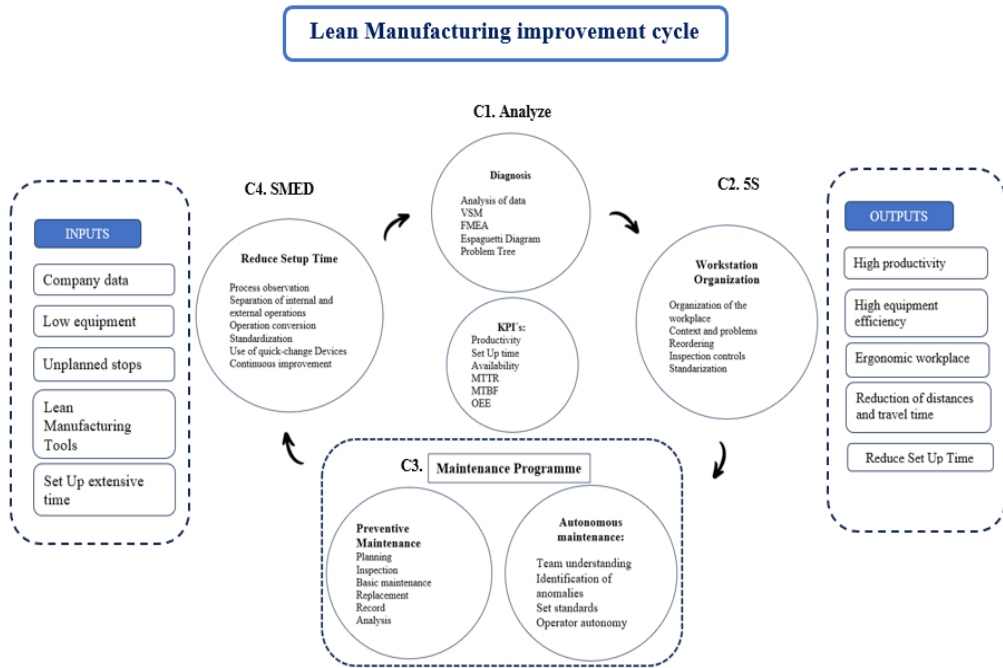 Lean Manufacturing improvement cycle
INPUTS
Company data
Low equipment
Unplanned stops
Lean
Manufacturing
Tools
Set Up extensive
time
C1. Analyze
Diagnosis
Analysis of data
VSM
FMEA
Espaguetti Diagram
Problem Tree
C2. 5S
Workstation
Organization
Organization of the
workplace
Context and problems
Reordering
Inspection controls
Standarization
C3.
Maintenance Programme
Preventive
Maintenance
Planning
Inspection
Basic maintenance
Replacement
Record
Analysis
Autonomous
maintenance:
Team understanding
Identification of
anomalies
Set standards
Operator autonomy
C4. SMED
Reduce Setup Time
Process observation
Separation of internal and
external operations
Operation conversion
Standardization
Use of quick-change Devices
Continuous improvement
KPI´s:
Productivity
Set Up time
Availability
MTTR
MTBF
OEE
OUTPUTS
High productivity
High equipment
efficiency
Ergonomic workplace
Reduction of distances
and travel time
Reduce Set Up Time